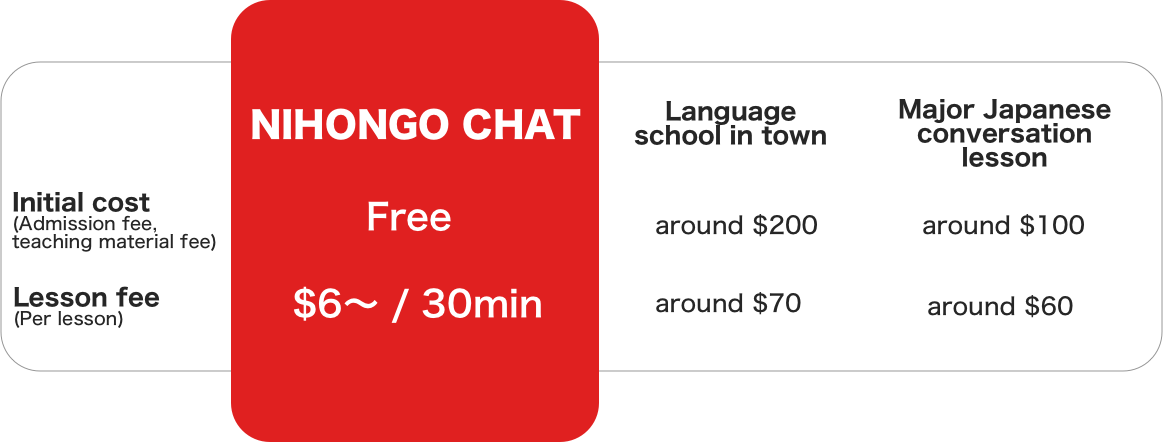 NIHONGO CHAT
Language
school in town
Major Japanese
conversation
lesson
Initial cost
(Admission fee,
teaching material fee)
Free
around $200
around $100
Lesson fee
(Per lesson)
$6〜 / 30min
around $70
around $60